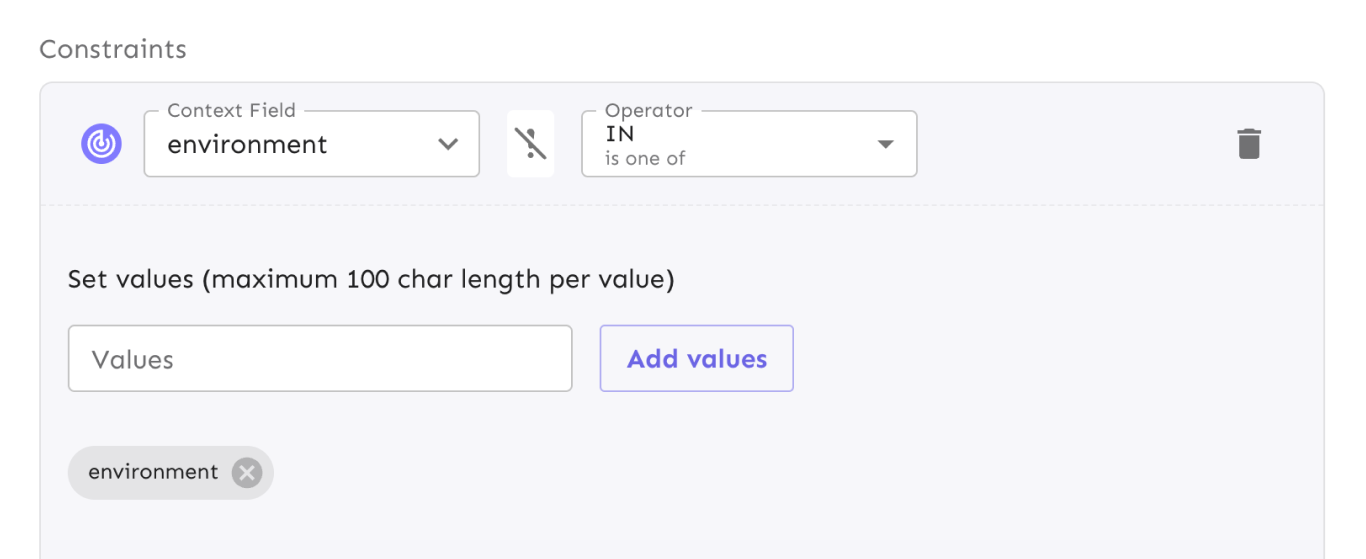 Constraints
Context Field
environment
Operator
IN
is one of
Set values (maximum 100 char length per value)
Values
Add values
environment